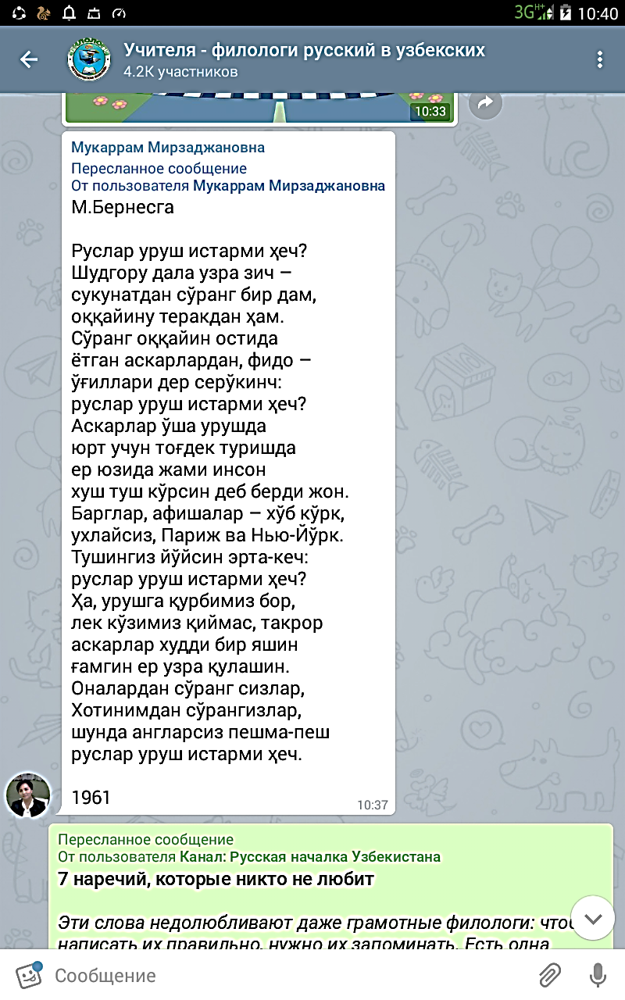 3G H+ 10:40
Учителя - филологи русский в узбекских
4.2K участников
10:33
Мукаррам Мирзаджановна
Пересланное сообщение
От пользователя Мукаррам Мирзаджановна
М.Бернесга
Руслар уруш истарми ҳеч?
Шудгору дала узра зич –
сукунатдан сўранг бир дам,
оққайину теракдан ҳам.
Сўранг оққайин остида
ётган аскарлардан, фидо –
ўғиллари дер серўкинч:
руслар уруш истарми ҳеч?
Аскарлар ўша урушда
юрт учун тоғдек туришда
ер юзида жами инсон
хуш туш кўрсин деб берди жон.
Барглар, афишалар – хўб кўрк,
ухлайсиз, Париж ва Нью-Йўрк.
Тушингиз йўйсин эрта-кеч:
руслар уруш истарми ҳеч?
Ҳа, урушга қурбимиз бор,
лек кўзимиз қиймас, такрор
аскарлар худди бир яшин
ғамгин ер узра қулашин.
Оналардан сўранг сизлар,
Хотинимдан сўрангизлар,
шунда англарсиз пешма-пеш
руслар уруш истарми ҳеч.
1961
10:37
Пересланное сообщение
От пользователя Канал: Русская началка Узбекистана
7 наречий, которые никто не любит
Эти слова недолюбливают даже грамотные филологи:
написать их правильно, нужно их запоминать. Есть одна
Сообщение